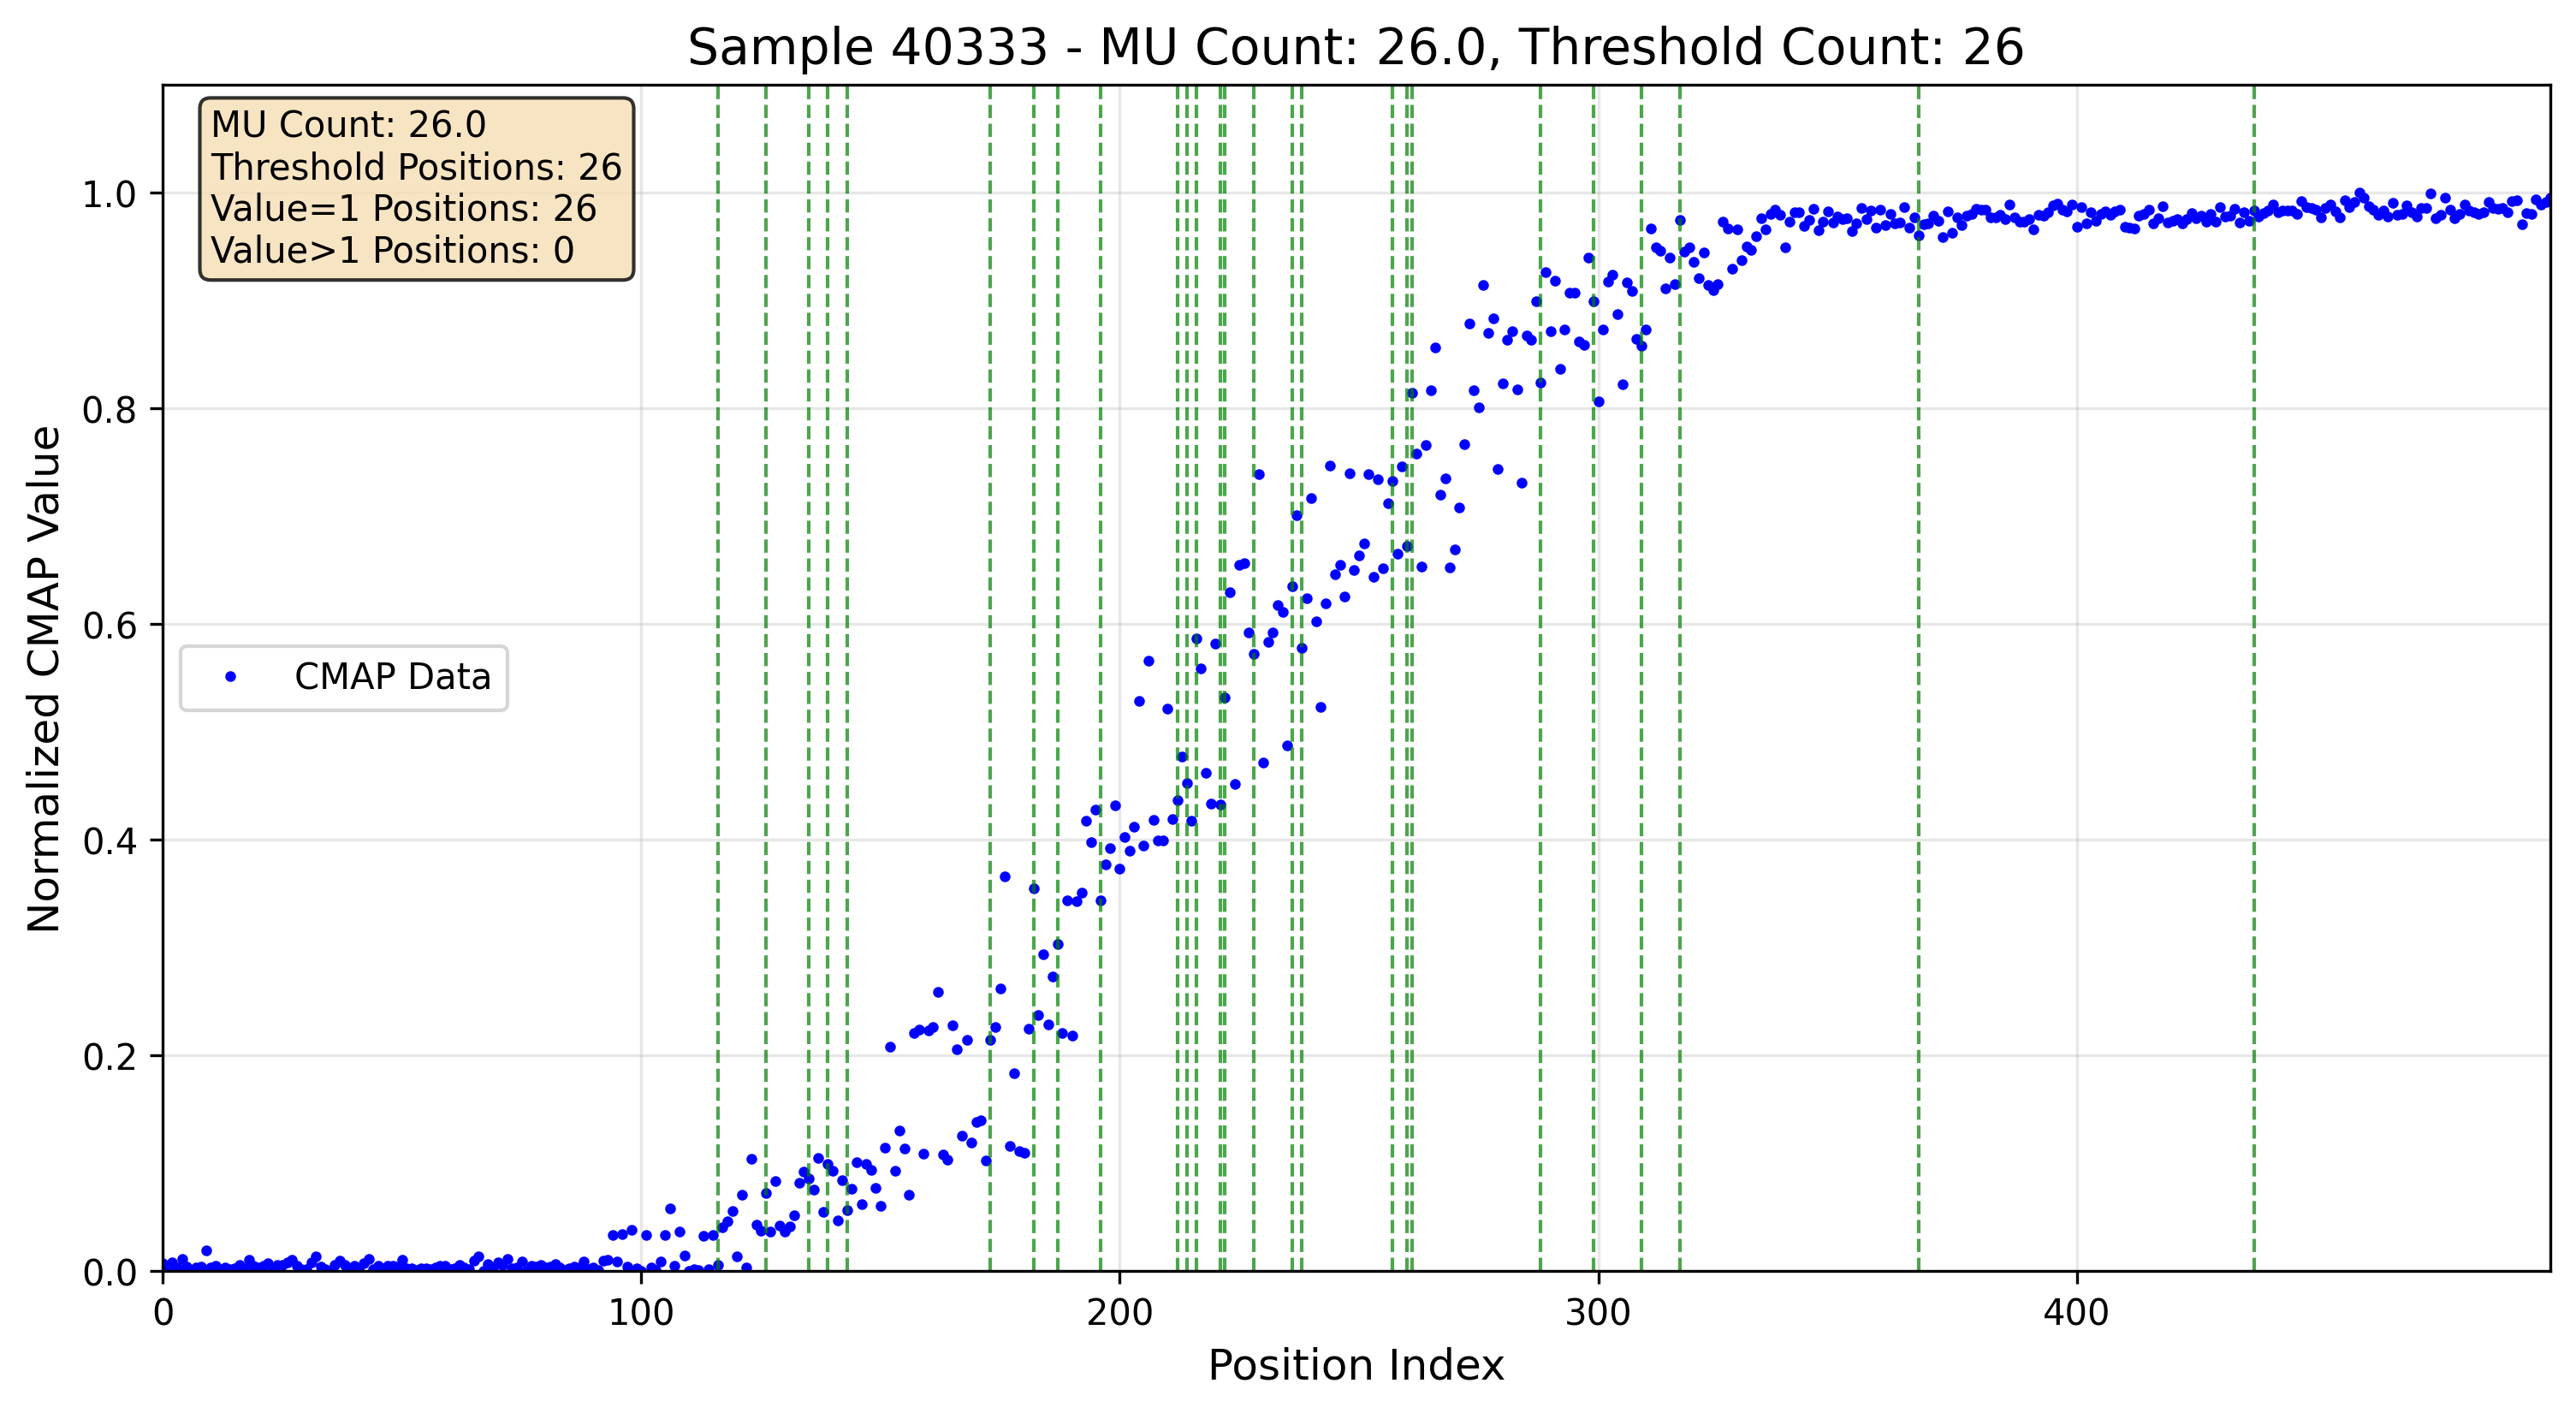 Sample 40333 - MU Count: 26.0, Threshold Count: 26
MU Count: 26.0
Threshold Positions: 26
Value=1 Positions: 26
Value>1 Positions: 0
CMAP Data
Normalized CMAP Value
1.0
0.8
0.6
0.4
0.2
0.0
0 100 200 300 400
Position Index